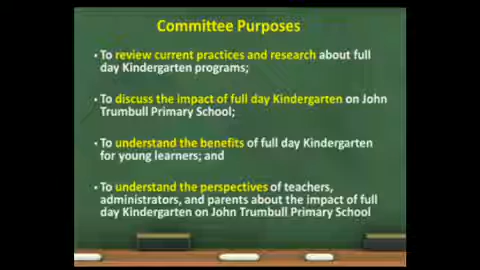 Committee Purposes
• To review current practices and research about full
day Kindergarten programs;
• To discuss the impact of full day Kindergarten on John
Trumbull Primary School;
• To understand the benefits of full day Kindergarten
for young learners; and
• To understand the perspectives of teachers,
administrators, and parents about the impact of full
day Kindergarten on John Trumbull Primary School